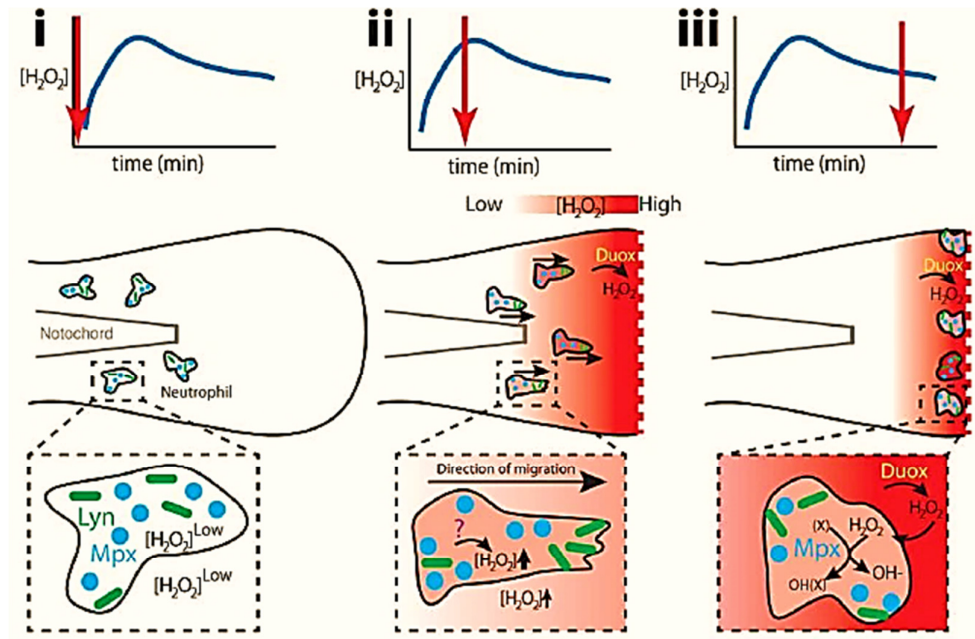 i
ii
iii
[H₂O₂]
time (min)
[H₂O₂]
time (min)
[H₂O₂]
time (min)
Low [H₂O₂] High
Notochord
Neutrophil
Duox
H₂O₂
Duox
H₂O₂
Lyn
Mpx
[H₂O₂]Low
[H₂O₂]Low
Direction of migration
?
[H₂O₂]
[H₂O₂]
Duox
H₂O₂
(X)
H₂O₂
Mpx
OH(X)
OH-